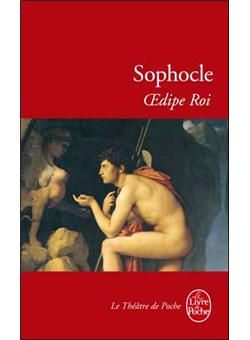 Sophocle
Œdipe Roi
Le Théâtre de Poche
Le
Livre
de
Poche